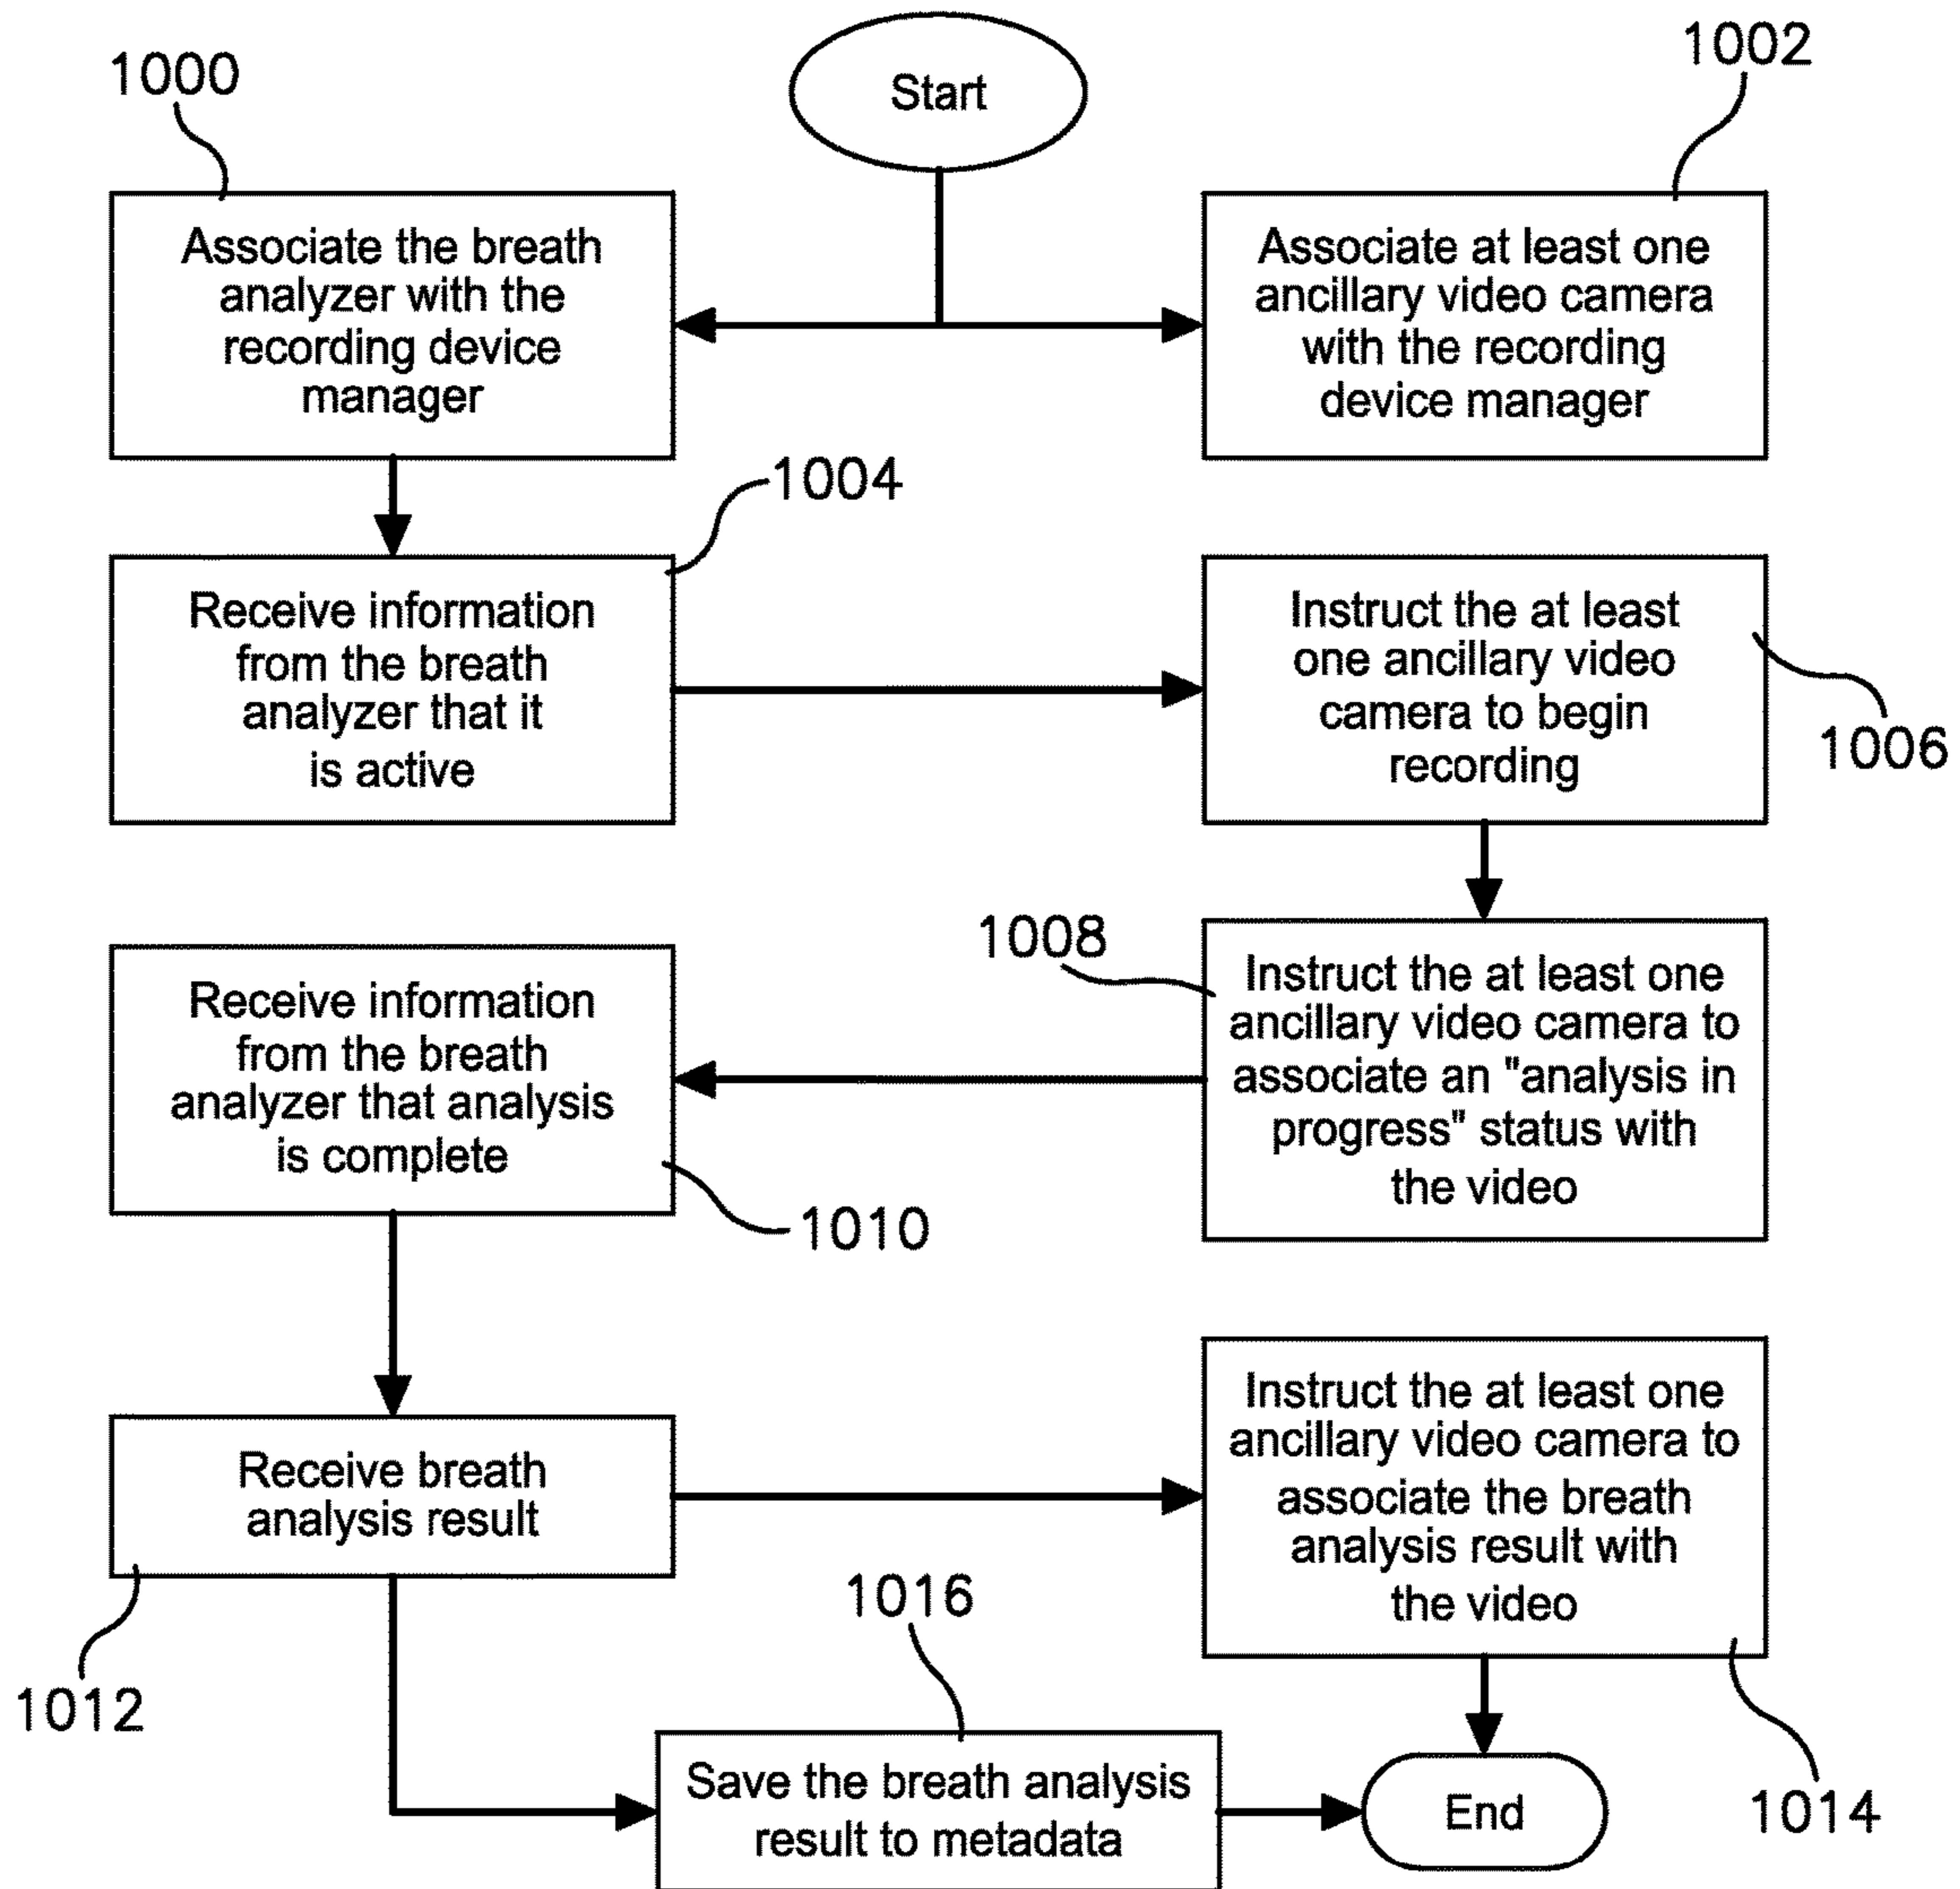 1000
Start
1002
Associate the breath
analyzer with the
recording device
manager
Associate at least one
ancillary video camera
with the recording
device manager
1004
Receive information
from the breath
analyzer that it
is active
Instruct the at least
one ancillary video
camera to begin
recording
1006
1008
Instruct the at least one
ancillary video camera to
associate an "analysis in
progress" status with
the video
Receive information
from the breath
analyzer that analysis
is complete
1010
Receive breath
analysis result
1012
Instruct the at least one
ancillary video camera to
associate the breath
analysis result with
the video
1014
1016
Save the breath analysis
result to metadata
End